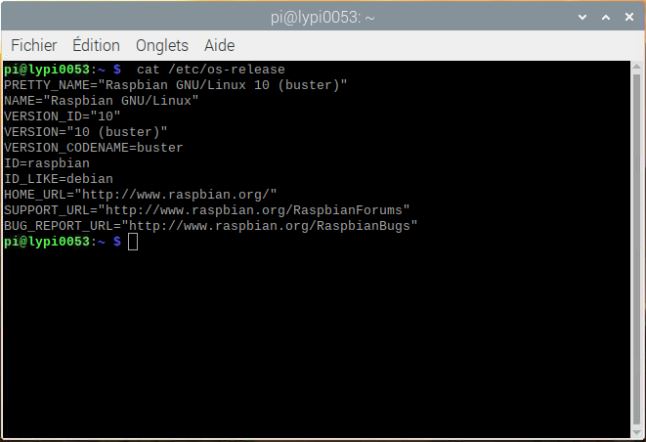 pi@lypi0053: ~
Fichier Édition Onglets Aide
pi@lypi0053:~ $  cat /etc/os-release
PRETTY_NAME="Raspbian GNU/Linux 10 (buster)"
NAME="Raspbian GNU/Linux"
VERSION_ID="10"
VERSION="10 (buster)"
VERSION_CODENAME=buster
ID=raspbian
ID_LIKE=debian
HOME_URL="http://www.raspbian.org/"
SUPPORT_URL="http://www.raspbian.org/RaspbianForums"
BUG_REPORT_URL="http://www.raspbian.org/RaspbianBugs"
pi@lypi0053:~ $